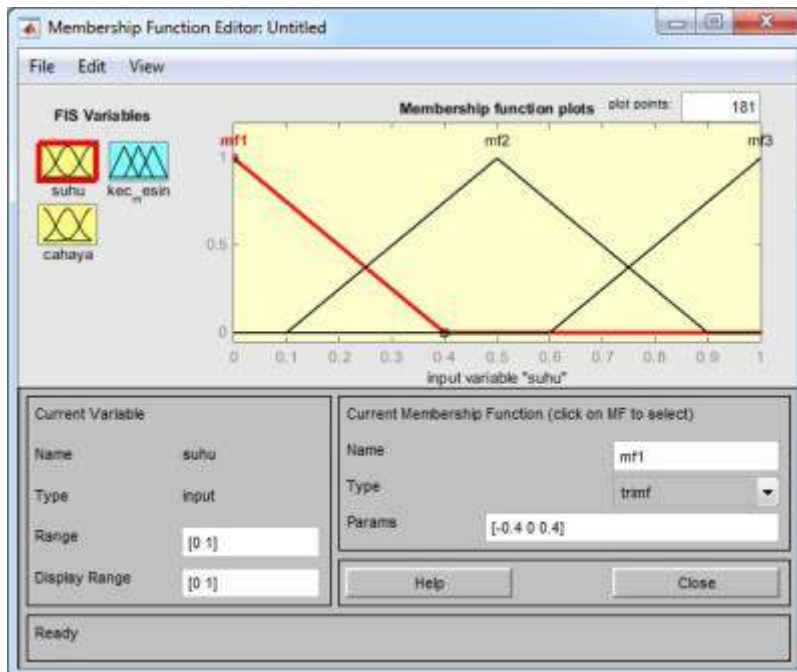 Membership Function Editor: Untitled
File Edit View
FIS Variables
Membership function plots plot points: 181
mf1 mf2 mf3
suhu kec_mesin
cahaya
1
0.5
0
0 0.1 0.2 0.3 0.4 0.5 0.6 0.7 0.8 0.9 1
input variable "suhu"
Current Variable
Name suhu
Type input
Range [0 1]
Display Range [0 1]
Current Membership Function (click on MF to select)
Name mf1
Type trimf
Params [-0.4 0 0.4]
Help Close
Ready